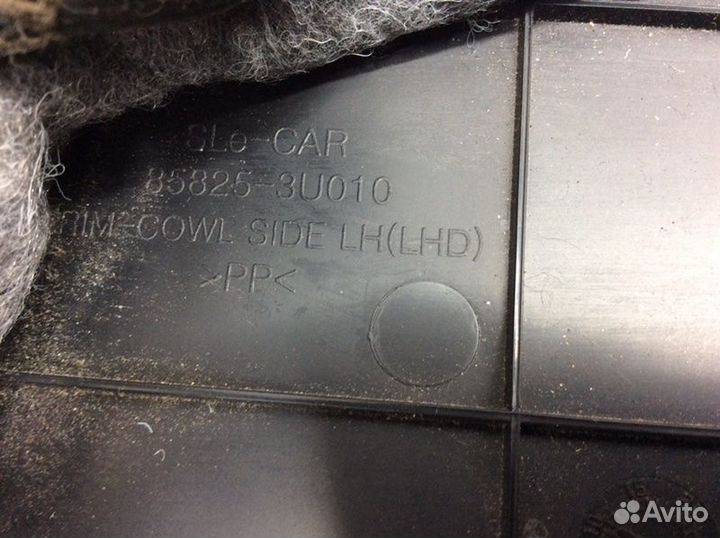 SLe-CAR
85825-3U010
TRIM-COWL SIDE LH(LHD)
>PP<
Avito